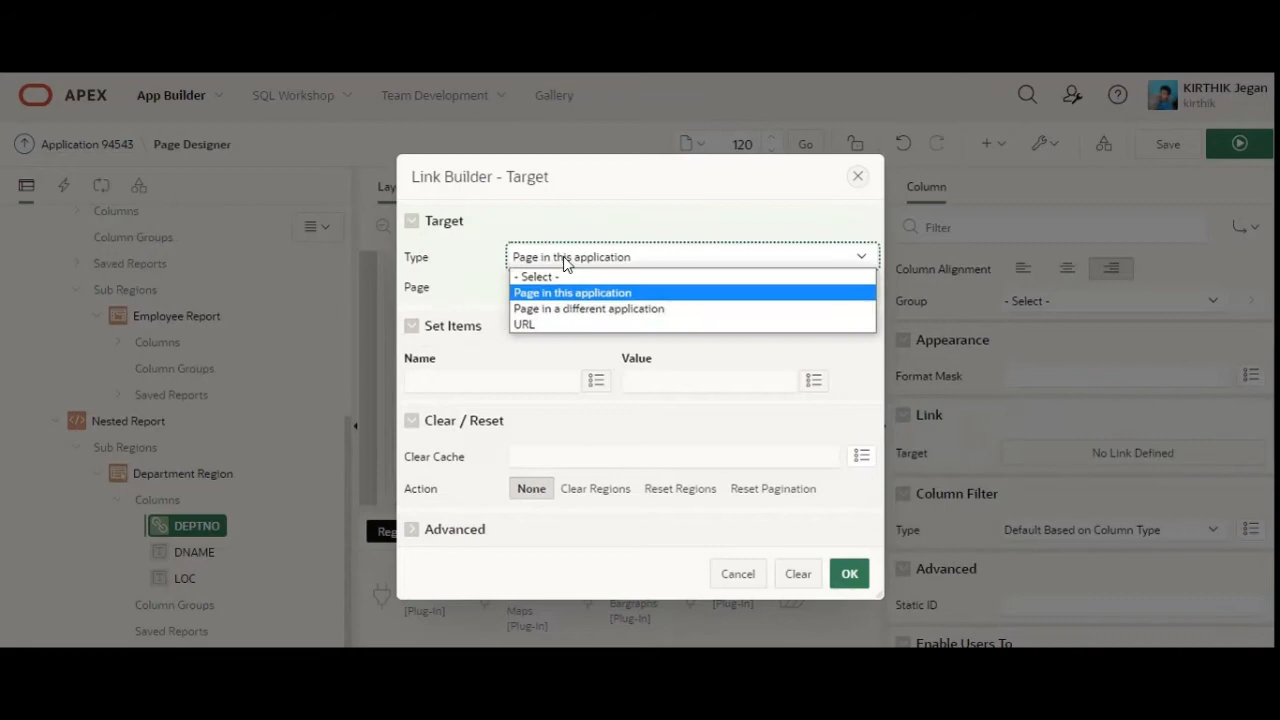 APEX
App Builder
SQL Workshop
Team Development
Gallery
KIRTHIK Jegan
kirthik
Application 94543
Page Designer
120
Go
Save
Columns
Column Groups
Saved Reports
Sub Regions
Employee Report
Columns
Column Groups
Saved Reports
Nested Report
Sub Regions
Department Region
Columns
DEPTNO
DNAME
LOC
Column Groups
Saved Reports
Link Builder - Target
Target
Type
Page in this application
- Select -
Page in this application
Page in a different application
URL
Page
Set Items
Name
Value
Clear / Reset
Clear Cache
Action
None
Clear Regions
Reset Regions
Reset Pagination
Advanced
Cancel
Clear
OK
[Plug-In]
Maps
[Plug-In]
Bargraphs
[Plug-In]
[Plug-In]
Column
Filter
Column Alignment
Group
- Select -
Appearance
Format Mask
Link
Target
No Link Defined
Column Filter
Type
Default Based on Column Type
Advanced
Static ID
Enable Users To